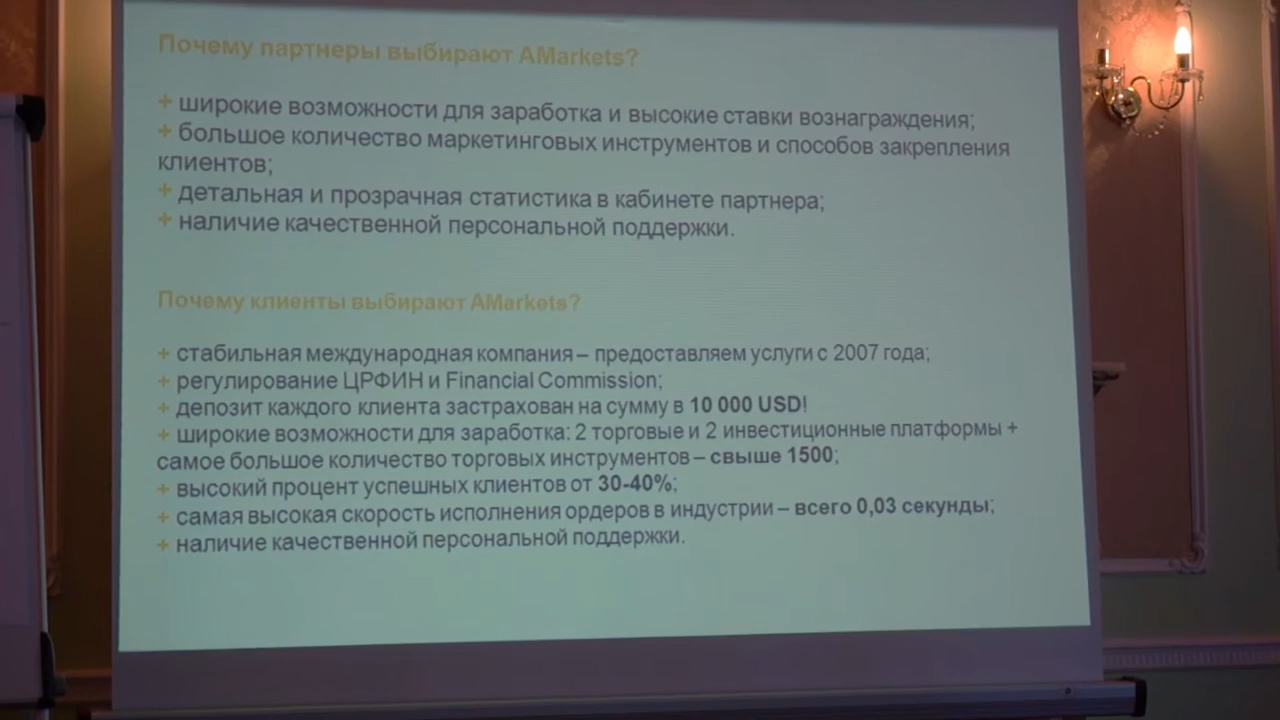 Почему партнеры выбирают AMarkets?
+ широкие возможности для заработка и высокие ставки вознаграждения;
+ большое количество маркетинговых инструментов и способов закрепления
клиентов;
+ детальная и прозрачная статистика в кабинете партнера;
+ наличие качественной персональной поддержки.
Почему клиенты выбирают AMarkets?
+ стабильная международная компания – предоставляем услуги с 2007 года;
+ регулирование ЦРФИН и Financial Commission;
+ депозит каждого клиента застрахован на сумму в 10 000 USD!
+ широкие возможности для заработка: 2 торговые и 2 инвестиционные платформы +
самое большое количество торговых инструментов – свыше 1500;
+ высокий процент успешных клиентов от 30-40%;
+ самая высокая скорость исполнения ордеров в индустрии – всего 0,03 секунды;
+ наличие качественной персональной поддержки.